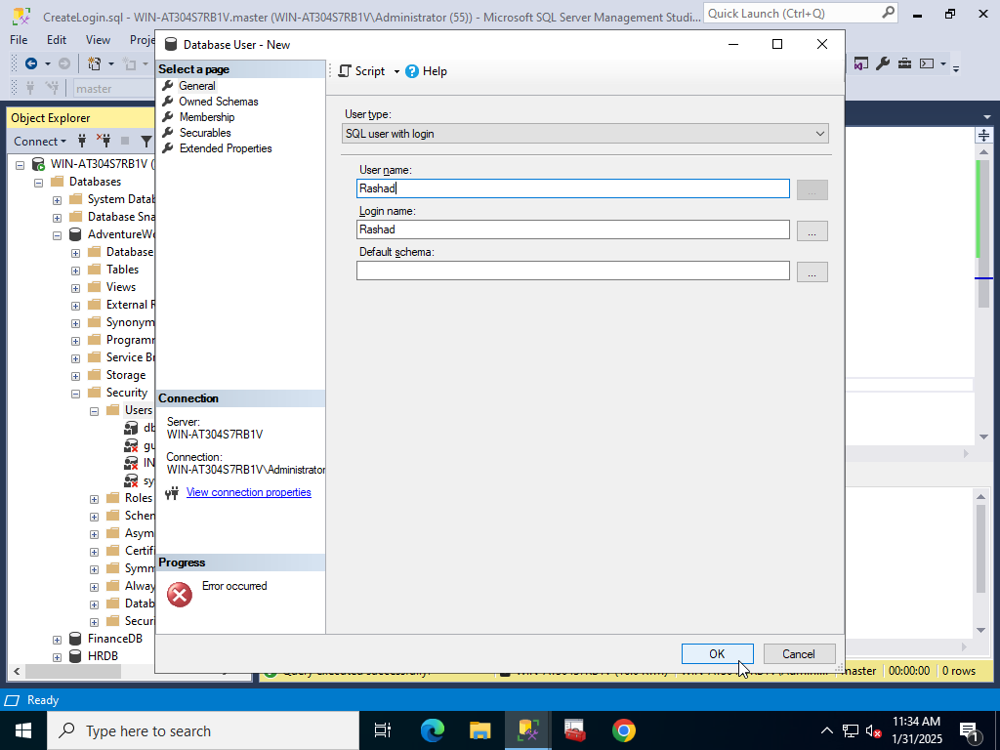 CreateLogin.sql - WIN-AT304S7RB1V.master (WIN-AT304S7RB1V\Administrator (55)) - Microsoft SQL Server Management Studi...
Quick Launch (Ctrl+Q)
File Edit View
master
Object Explorer
Connect
WIN-AT304S7RB1V (
Databases
System Datab
Database Sna
AdventureWo
Database
Tables
Views
External R
Synonym
Programm
Service Br
Storage
Security
Users
db
gu
IN
sy
Roles
Schem
Asym
Certifi
Symm
Alway
Datab
Securi
FinanceDB
HRDB
Database User - New
Select a page
General
Owned Schemas
Membership
Securables
Extended Properties
Connection
Server:
WIN-AT304S7RB1V
Connection:
WIN-AT304S7RB1V\Administrator
View connection properties
Progress
Error occurred
Script Help
User type:
SQL user with login
User name:
Rashad
...
Login name:
Rashad
...
Default schema:
...
OK Cancel
master 00:00:00 0 rows
Ready
Type here to search
11:34 AM
1/31/2025
1